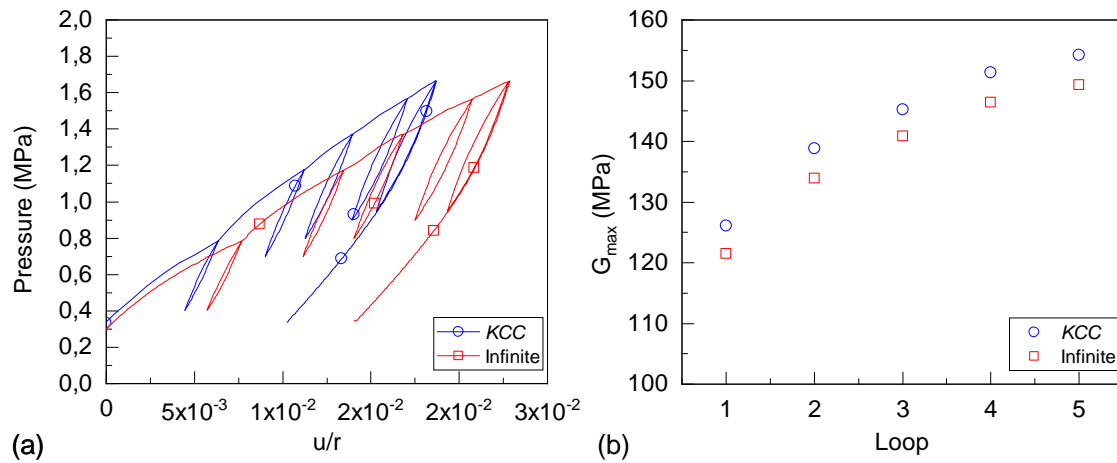 2,0
1,8
1,6
1,4
1,2
1,0
0,8
0,6
0,4
0,2
0,0
Pressure (MPa)
0 5x10⁻³ 1x10⁻² 2x10⁻² 2x10⁻² 3x10⁻²
u/r
KCC
Infinite
(a)
160
150
140
130
120
110
100
Gmax (MPa)
1 2 3 4 5
Loop
KCC
Infinite
(b)